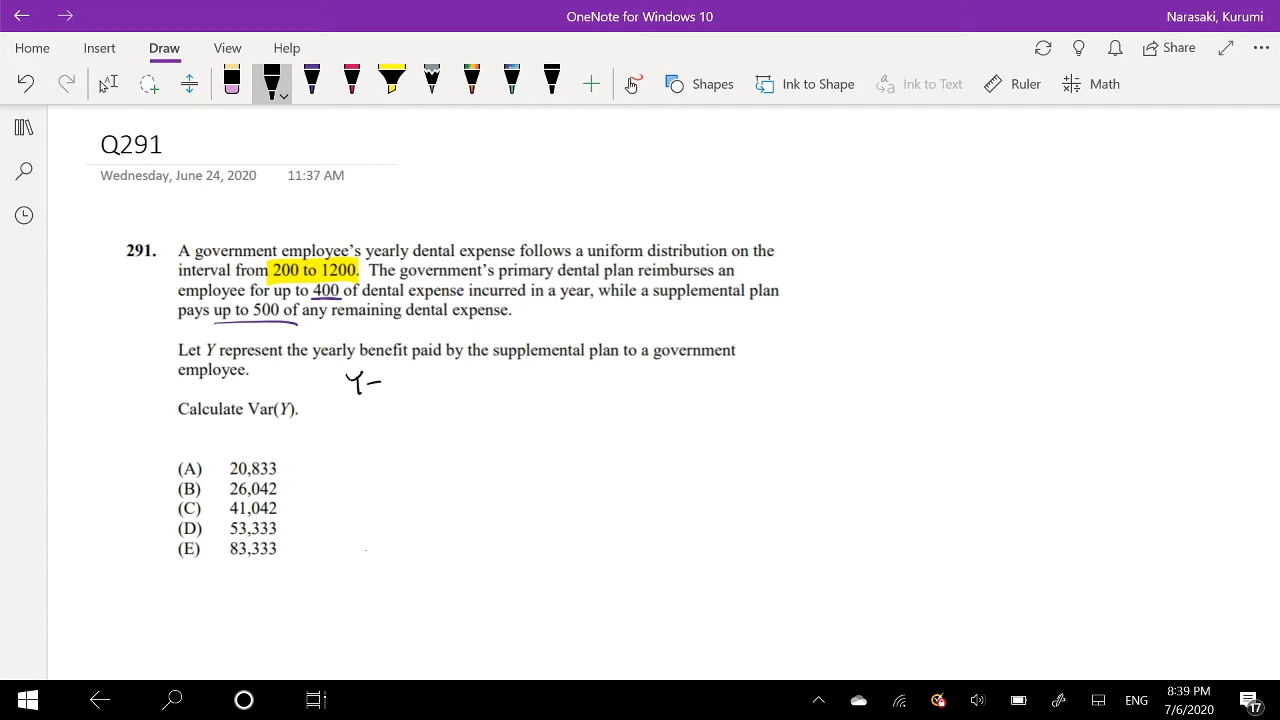 OneNote for Windows 10
Narasaki, Kurumi
Home Insert Draw View Help
Share
Shapes Ink to Shape Ink to Text Ruler Math
Q291
Wednesday, June 24, 2020 11:37 AM
291. A government employee's yearly dental expense follows a uniform distribution on the
interval from 200 to 1200. The government's primary dental plan reimburses an
employee for up to 400 of dental expense incurred in a year, while a supplemental plan
pays up to 500 of any remaining dental expense.
Let Y represent the yearly benefit paid by the supplemental plan to a government
employee.
Y-
Calculate Var(Y).
(A) 20,833
(B) 26,042
(C) 41,042
(D) 53,333
(E) 83,333
ENG
8:39 PM
7/6/2020
17